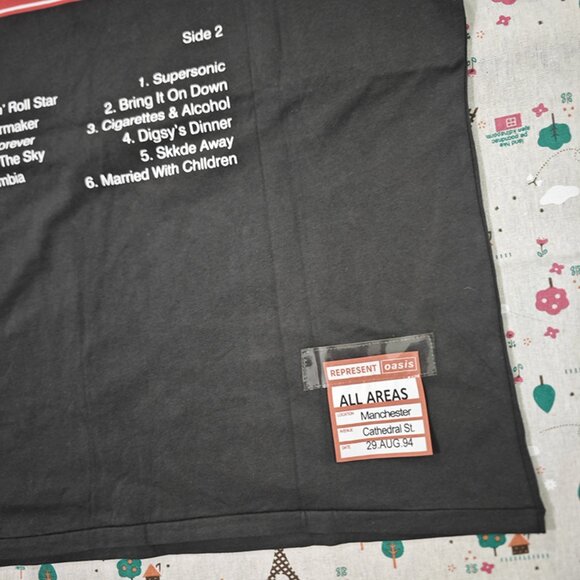 Side 2
1. Supersonic
2. Bring It On Down
3. Cigarettes & Alcohol
4. Digsy's Dinner
5. Skkde Away
6. Married With Children
' Roll Star
rmaker
orever
The Sky
mbia
REPRESENT oasis
ALL AREAS
LOCATION Manchester
Cathedral St.
DATE 29.AUG.94